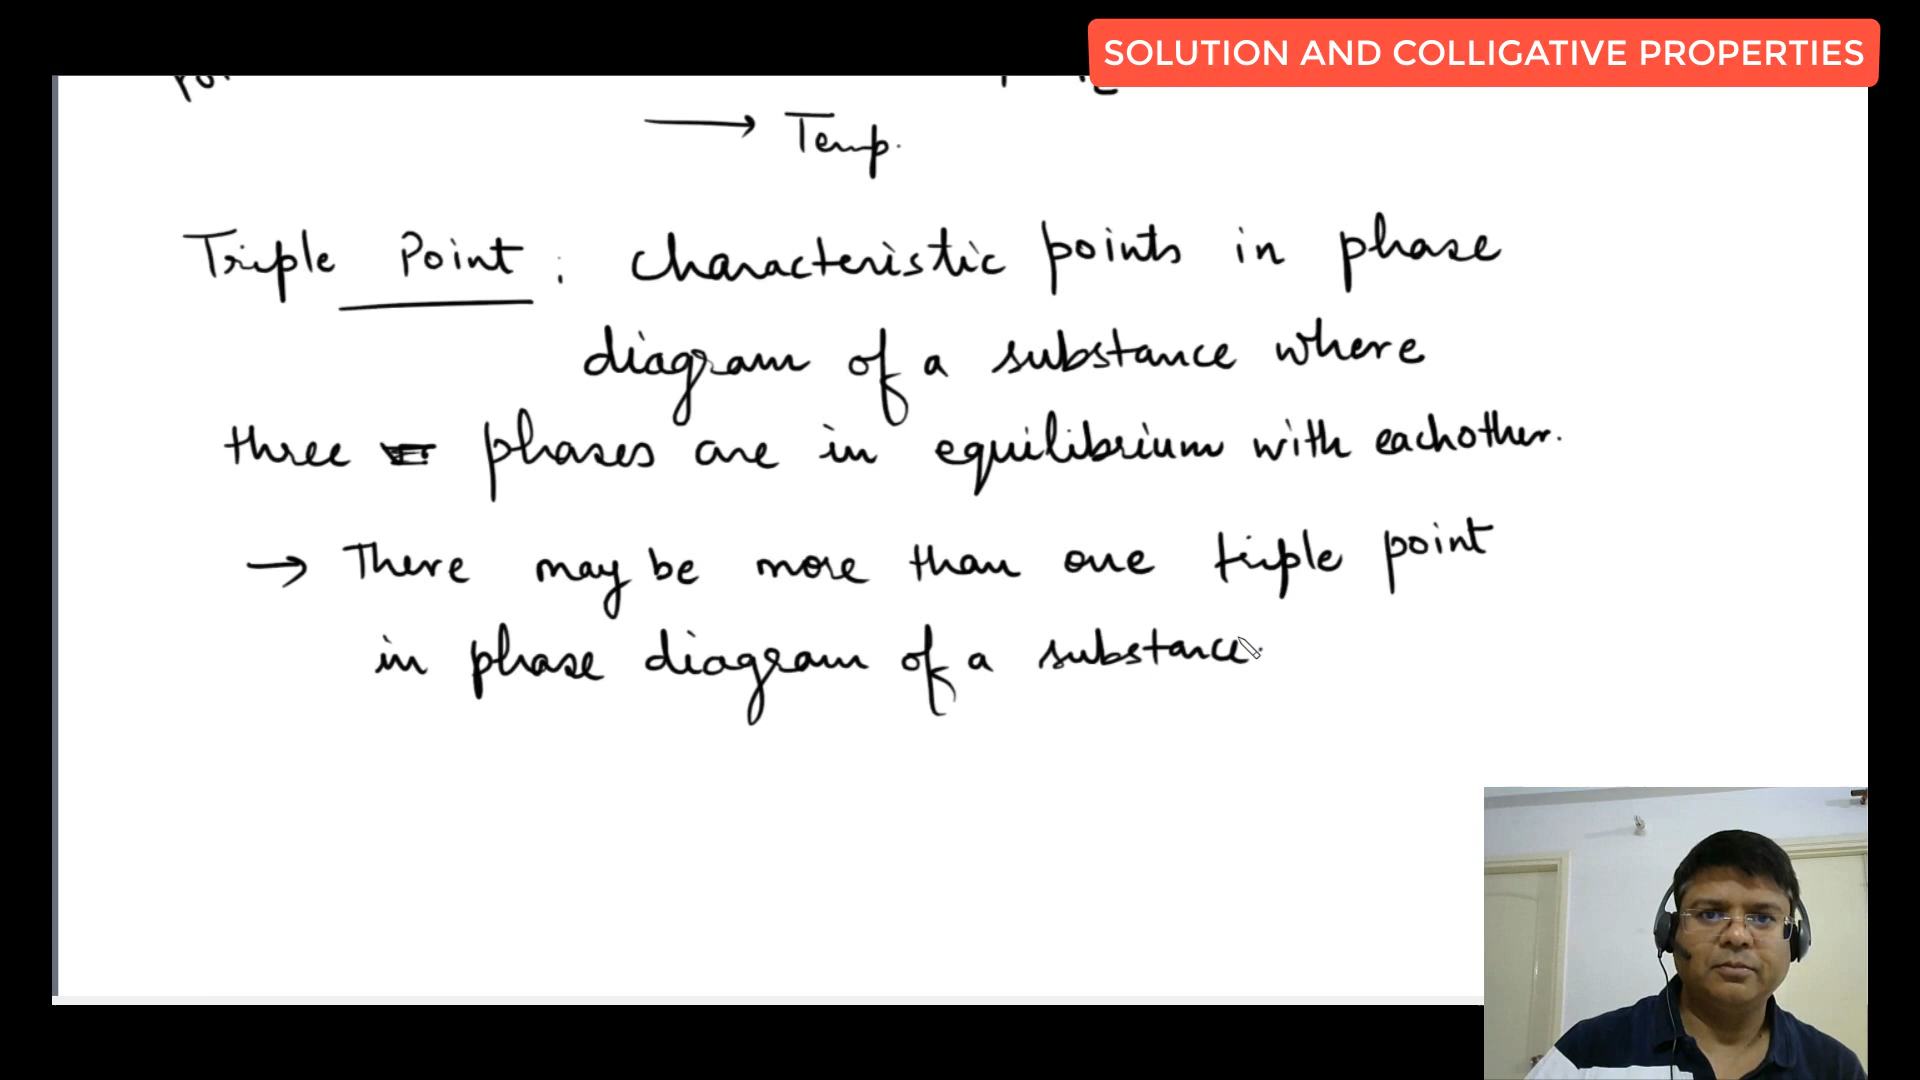 SOLUTION AND COLLIGATIVE PROPERTIES
Temp.
Triple Point : characteristic points in phase
diagram of a substance where
three phases are in equilibrium with eachother.
→ There may be more than one triple point
in phase diagram of a substance.